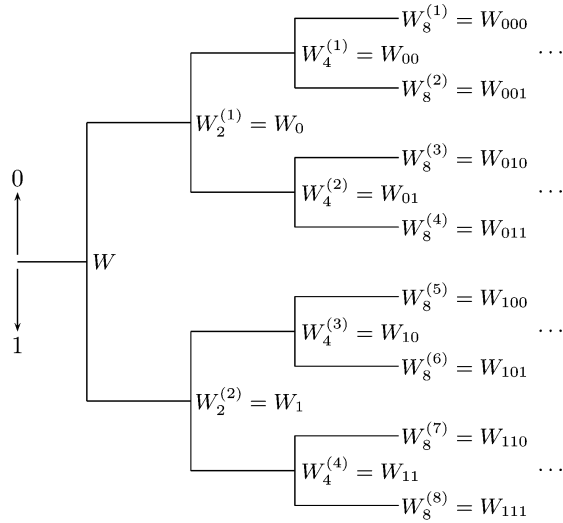 W_8^{(1)} = W_{000}
W_4^{(1)} = W_{00} ···
W_8^{(2)} = W_{001}
W_2^{(1)} = W_0
W_8^{(3)} = W_{010}
0
W_4^{(2)} = W_{01} ···
W_8^{(4)} = W_{011}
W
W_8^{(5)} = W_{100}
W_4^{(3)} = W_{10} ···
1
W_8^{(6)} = W_{101}
W_2^{(2)} = W_1
W_8^{(7)} = W_{110}
W_4^{(4)} = W_{11} ···
W_8^{(8)} = W_{111}